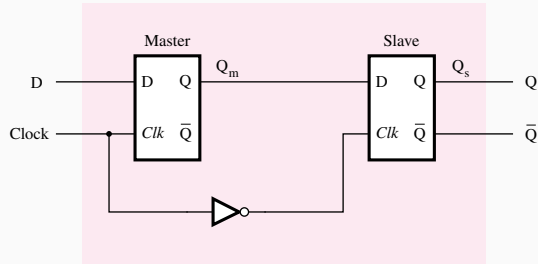 Master Slave
D D Q Q_m D Q Q_s Q
Clock Clk Q̅ Clk Q̅ Q̅